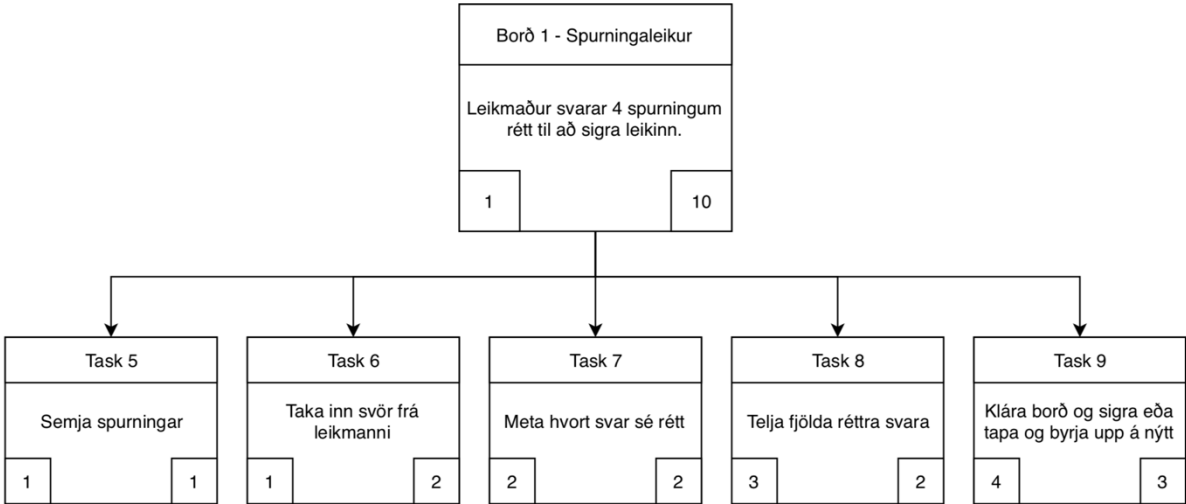 Borð 1 - Spurningaleikur
Leikmaður svarar 4 spurningum
rétt til að sigra leikinn.
1
10
Task 5
Semja spurningar
1
1
Task 6
Taka inn svör frá
leikmanni
1
2
Task 7
Meta hvort svar sé rétt
2
2
Task 8
Telja fjölda réttra svara
3
2
Task 9
Klára borð og sigra eða
tapa og byrja upp á nýtt
4
3